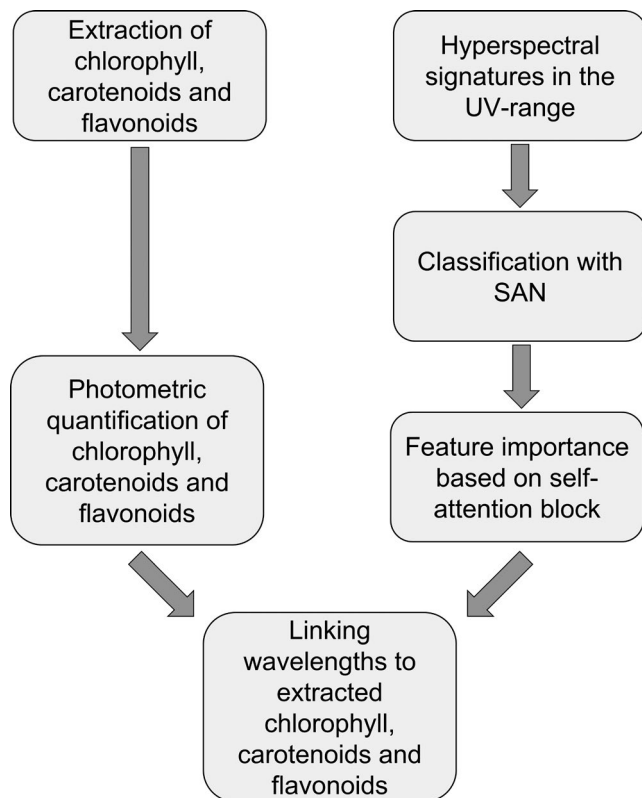 Extraction of
chlorophyll,
carotenoids and
flavonoids
Photometric
quantification of
chlorophyll,
carotenoids and
flavonoids
Hyperspectral
signatures in the
UV-range
Classification with
SAN
Feature importance
based on self-
attention block
Linking
wavelengths to
extracted
chlorophyll,
carotenoids and
flavonoids